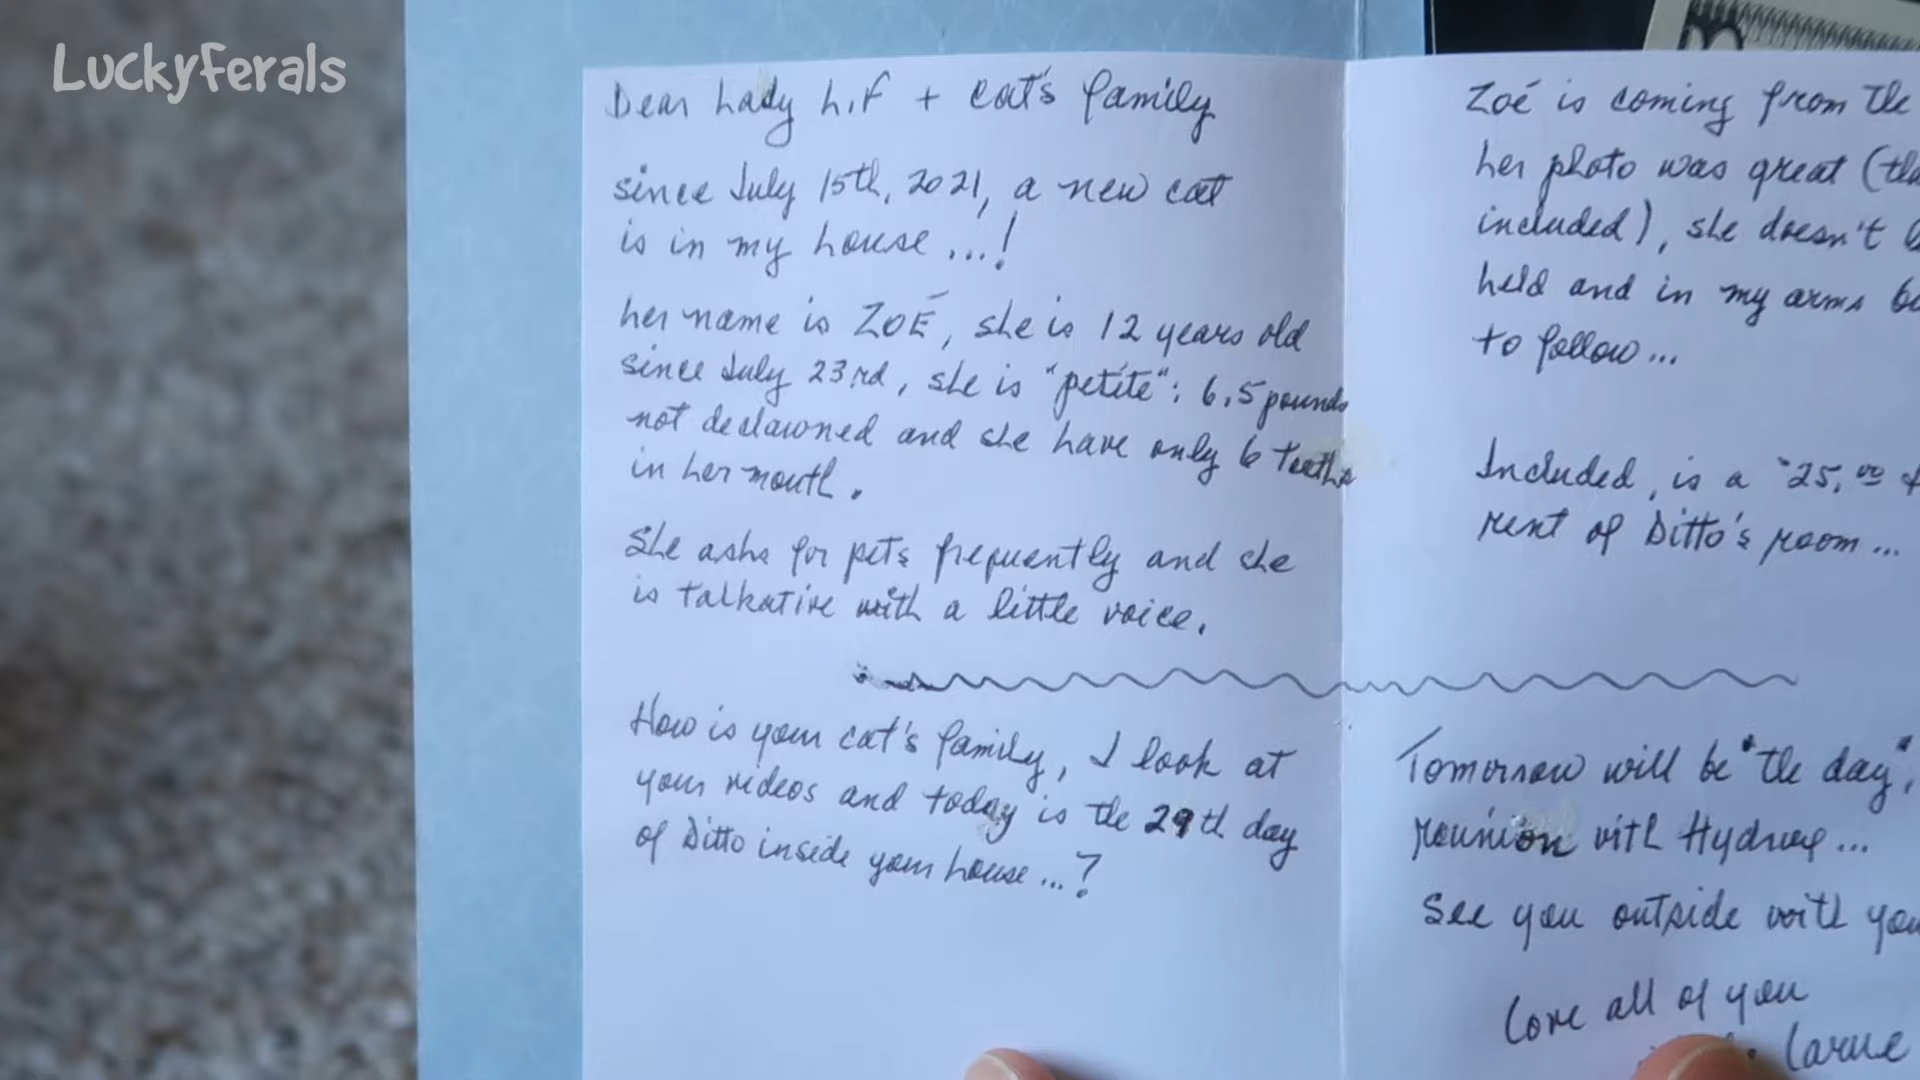 LuckyFerals
Dear Lady L.F + cat's family
since July 15th, 2021, a new cat
is in my house...!
her name is ZOÉ, she is 12 years old
since July 23rd, she is "petite": 6.5 pounds
not declawned and she have only 6 teeths
in her mouth.
She asks for pets frequently and she
is talkative with a little voice.
How is your cat's family, I look at
your videos and today is the 29th day
of Ditto inside your house...?
Zoé is coming from the
her photo was great (
included), she doesn't
held and in my arms
to follow...
Included, is a 25.00
rent of Ditto's room...
Tomorrow will be "the day",
reunion with Hydrox...
See you outside with
Love all of you
Larue